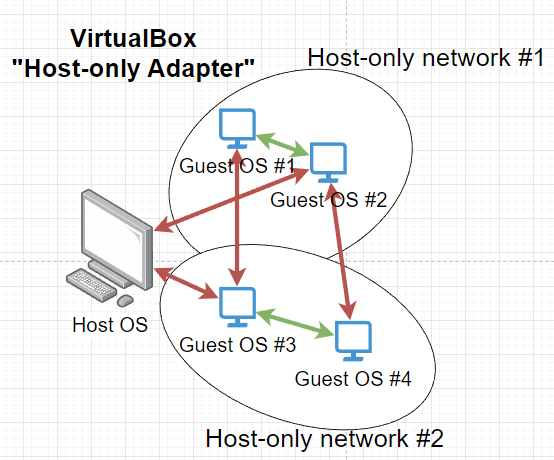 VirtualBox
"Host-only Adapter"
Host-only network #1
Guest OS #1
Guest OS #2
Host OS
Guest OS #3
Guest OS #4
Host-only network #2